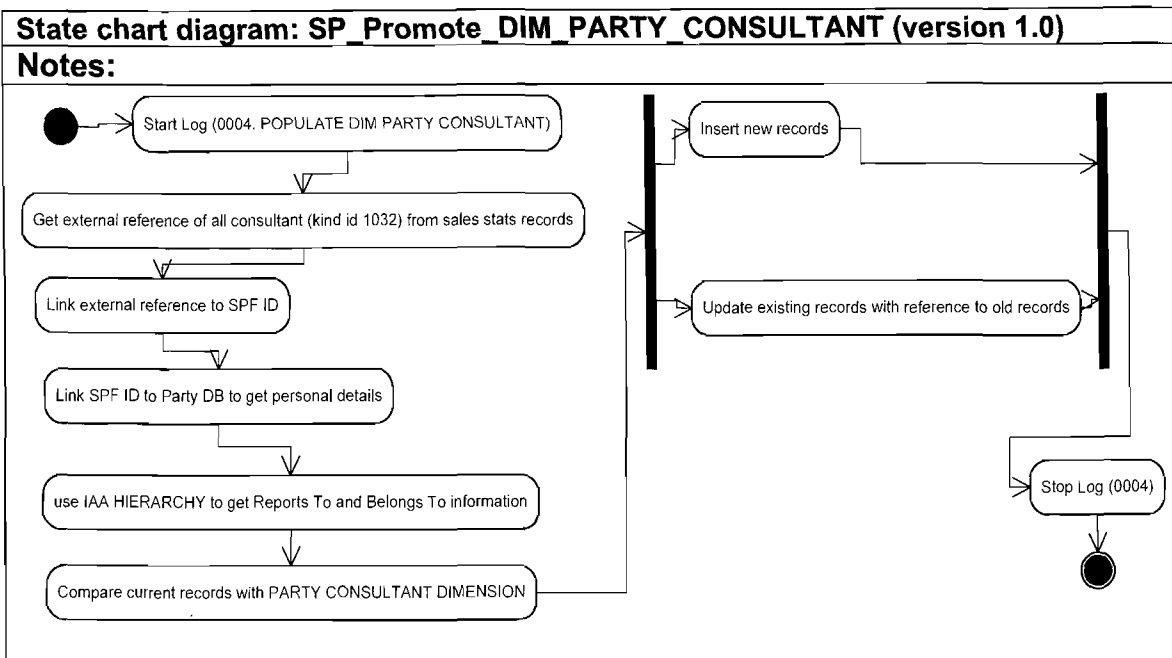 State chart diagram: SP_Promote_DIM_PARTY_CONSULTANT (version 1.0)
Notes:
Start Log (0004. POPULATE DIM PARTY CONSULTANT)
Get external reference of all consultant (kind id 1032) from sales stats records
Link external reference to SPF ID
Link SPF ID to Party DB to get personal details
use IAA HIERARCHY to get Reports To and Belongs To information
Compare current records with PARTY CONSULTANT DIMENSION
Insert new records
Update existing records with reference to old records
Stop Log (0004)